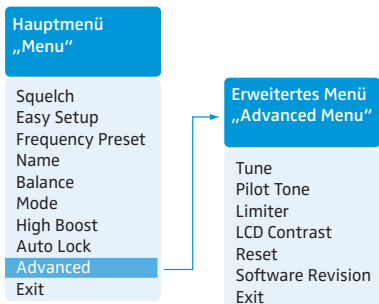 Hauptmenü
„Menu“
Squelch
Easy Setup
Frequency Preset
Name
Balance
Mode
High Boost
Auto Lock
Advanced
Exit
Erweitertes Menü
„Advanced Menu“
Tune
Pilot Tone
Limiter
LCD Contrast
Reset
Software Revision
Exit